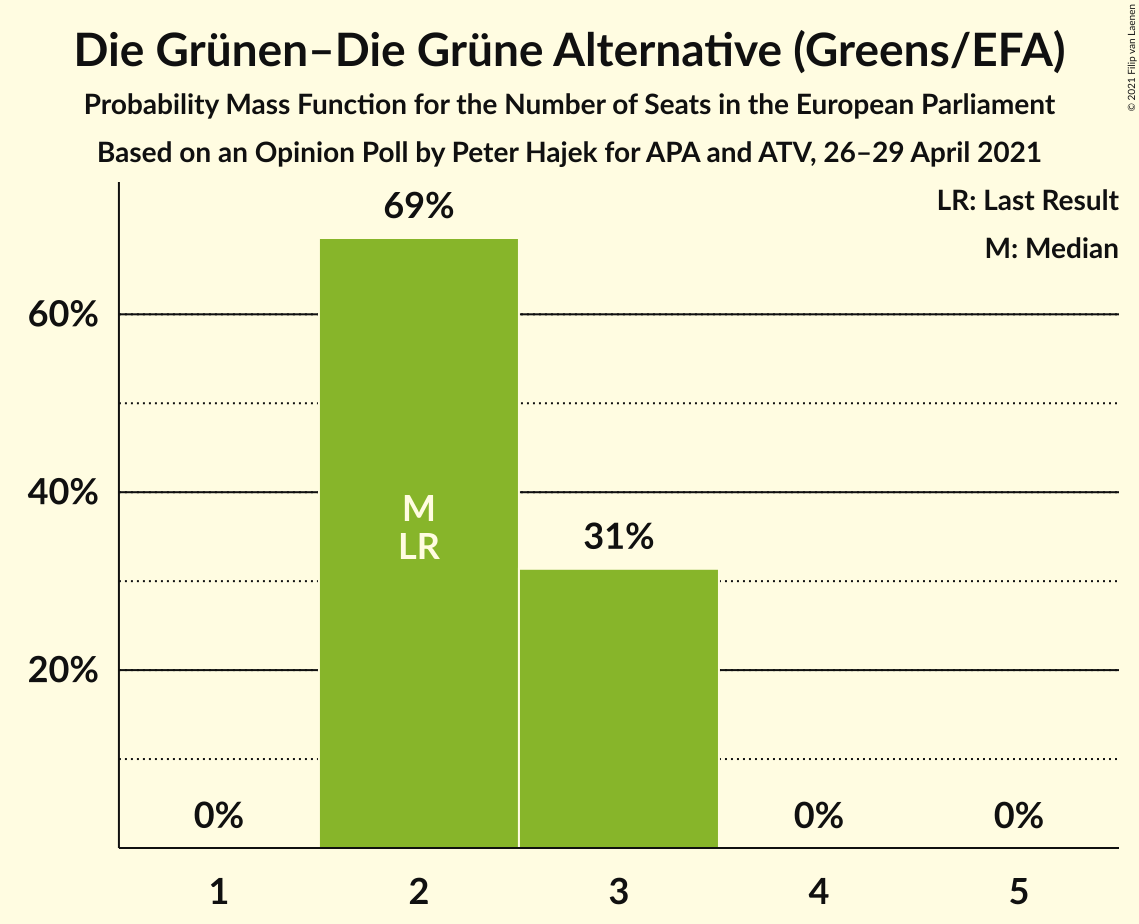 Die Grünen–Die Grüne Alternative (Greens/EFA)
Probability Mass Function for the Number of Seats in the European Parliament
Based on an Opinion Poll by Peter Hajek for APA and ATV, 26–29 April 2021
© 2021 Filip van Laenen
LR: Last Result
M: Median
69%
60%
40%
M
LR
31%
20%
0%
0%
0%
1
2
3
4
5